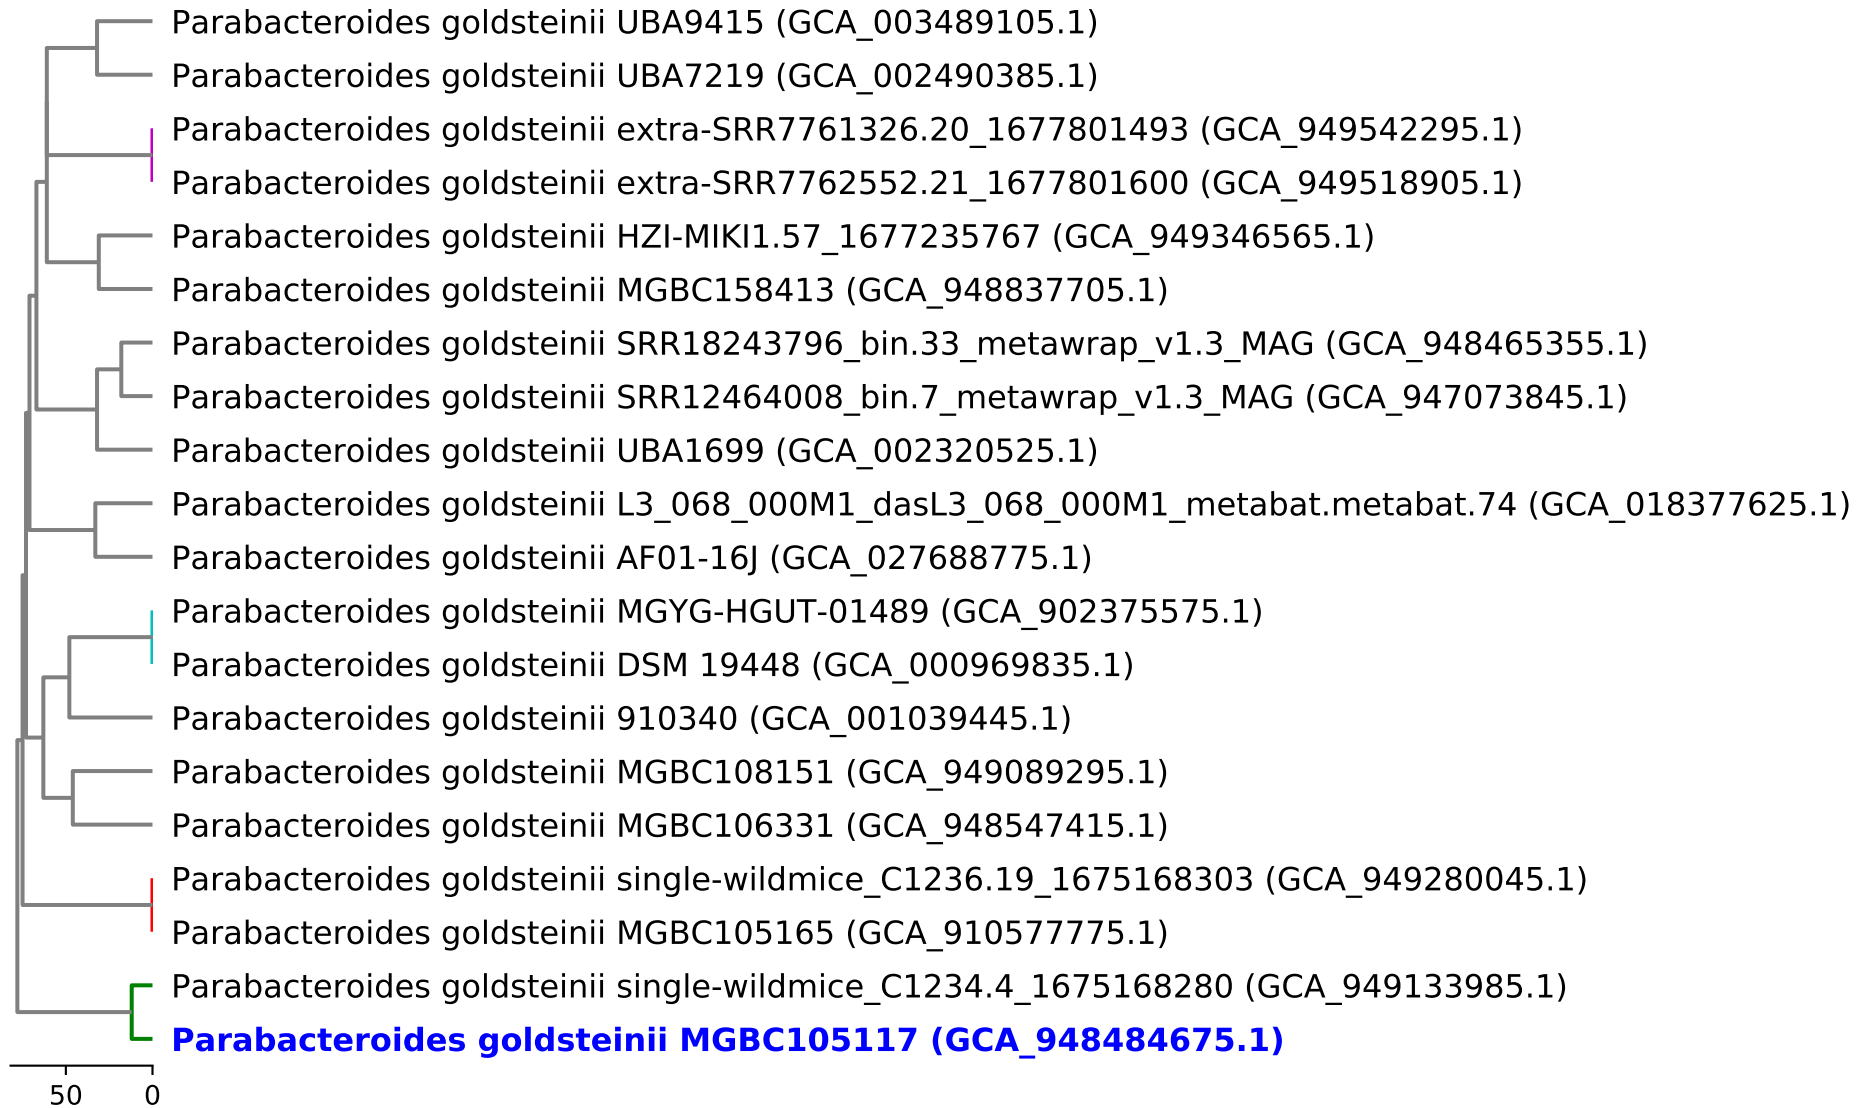 Parabacteroides goldsteinii UBA9415 (GCA_003489105.1)
Parabacteroides goldsteinii UBA7219 (GCA_002490385.1)
Parabacteroides goldsteinii extra-SRR7761326.20_1677801493 (GCA_949542295.1)
Parabacteroides goldsteinii extra-SRR7762552.21_1677801600 (GCA_949518905.1)
Parabacteroides goldsteinii HZI-MIKI1.57_1677235767 (GCA_949346565.1)
Parabacteroides goldsteinii MGBC158413 (GCA_948837705.1)
Parabacteroides goldsteinii SRR18243796_bin.33_metawrap_v1.3_MAG (GCA_948465355.1)
Parabacteroides goldsteinii SRR12464008_bin.7_metawrap_v1.3_MAG (GCA_947073845.1)
Parabacteroides goldsteinii UBA1699 (GCA_002320525.1)
Parabacteroides goldsteinii L3_068_000M1_dasL3_068_000M1_metabat.metabat.74 (GCA_018377625.1)
Parabacteroides goldsteinii AF01-16J (GCA_027688775.1)
Parabacteroides goldsteinii MGYG-HGUT-01489 (GCA_902375575.1)
Parabacteroides goldsteinii DSM 19448 (GCA_000969835.1)
Parabacteroides goldsteinii 910340 (GCA_001039445.1)
Parabacteroides goldsteinii MGBC108151 (GCA_949089295.1)
Parabacteroides goldsteinii MGBC106331 (GCA_948547415.1)
Parabacteroides goldsteinii single-wildmice_C1236.19_1675168303 (GCA_949280045.1)
Parabacteroides goldsteinii MGBC105165 (GCA_910577775.1)
Parabacteroides goldsteinii single-wildmice_C1234.4_1675168280 (GCA_949133985.1)
Parabacteroides goldsteinii MGBC105117 (GCA_948484675.1)
50 0